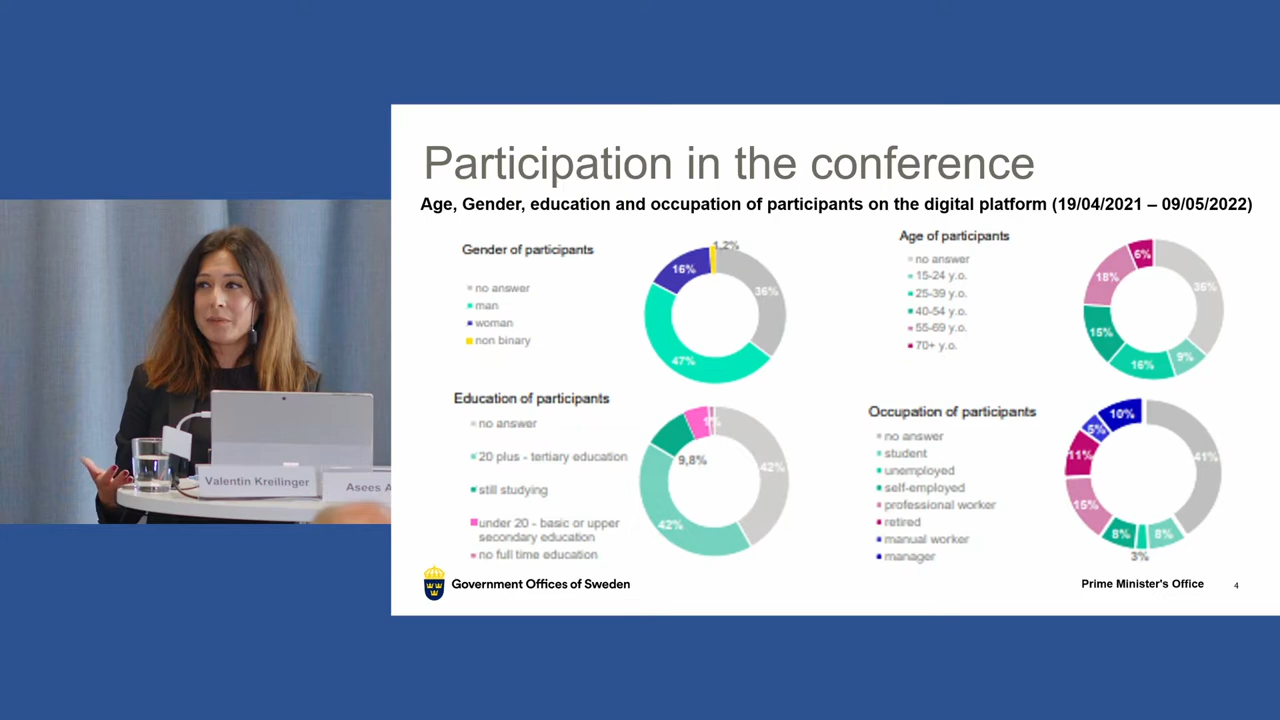 Participation in the conference
Age, Gender, education and occupation of participants on the digital platform (19/04/2021 – 09/05/2022)
Gender of participants
no answer
man
woman
non binary
1,2%
16%
36%
47%
Age of participants
no answer
15-24 y.o.
25-39 y.o.
40-54 y.o.
55-69 y.o.
70+ y.o.
6%
18%
36%
15%
16%
9%
Education of participants
no answer
20 plus - tertiary education
still studying
under 20 - basic or upper
secondary education
no full time education
1%
9,8%
42%
42%
Occupation of participants
no answer
student
unemployed
self-employed
professional worker
retired
manual worker
manager
10%
5%
11%
41%
15%
8%
8%
3%
Valentin Kreilinger
Asees A
Government Offices of Sweden
Prime Minister's Office
4